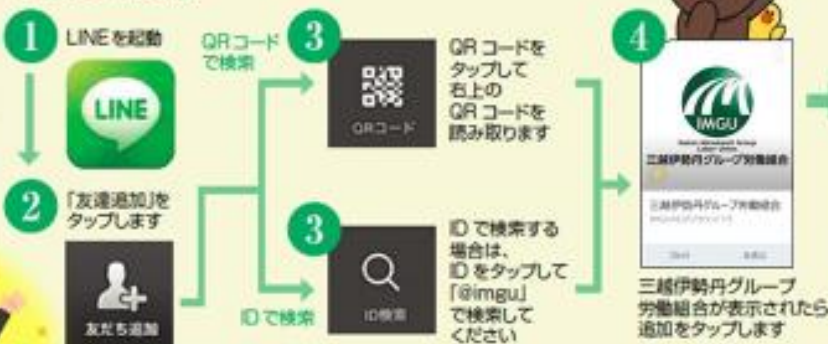 1
LINEを起動
LINE
2
「友達追加」を
タップします
友だち追加
QRコード
で検索
3
QRコード
QRコードを
タップして
右上の
QRコードを
読み取ります
IDで検索
3
ID検索
IDで検索する
場合は、
IDをタップして
「@imgu」
で検索して
ください
4
IMGU
三越伊勢丹グループ労働組合
三越伊勢丹グループ労働組合
三越伊勢丹グループ
労働組合が表示されたら
追加をタップします